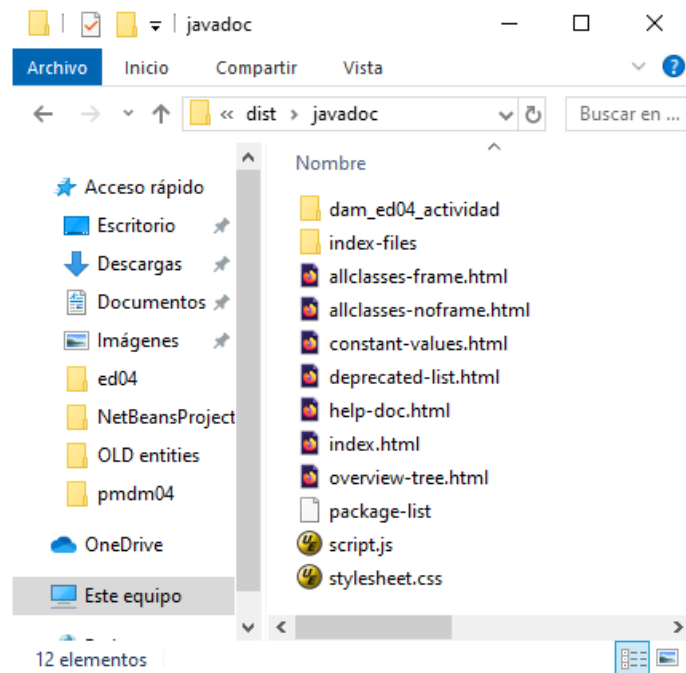 javadoc
Archivo Inicio Compartir Vista
« dist › javadoc Buscar en ...
Nombre
Acceso rápido
Escritorio
Descargas
Documentos
Imágenes
ed04
NetBeansProject
OLD entities
pmdm04
OneDrive
Este equipo
dam_ed04_actividad
index-files
allclasses-frame.html
allclasses-noframe.html
constant-values.html
deprecated-list.html
help-doc.html
index.html
overview-tree.html
package-list
script.js
stylesheet.css
12 elementos